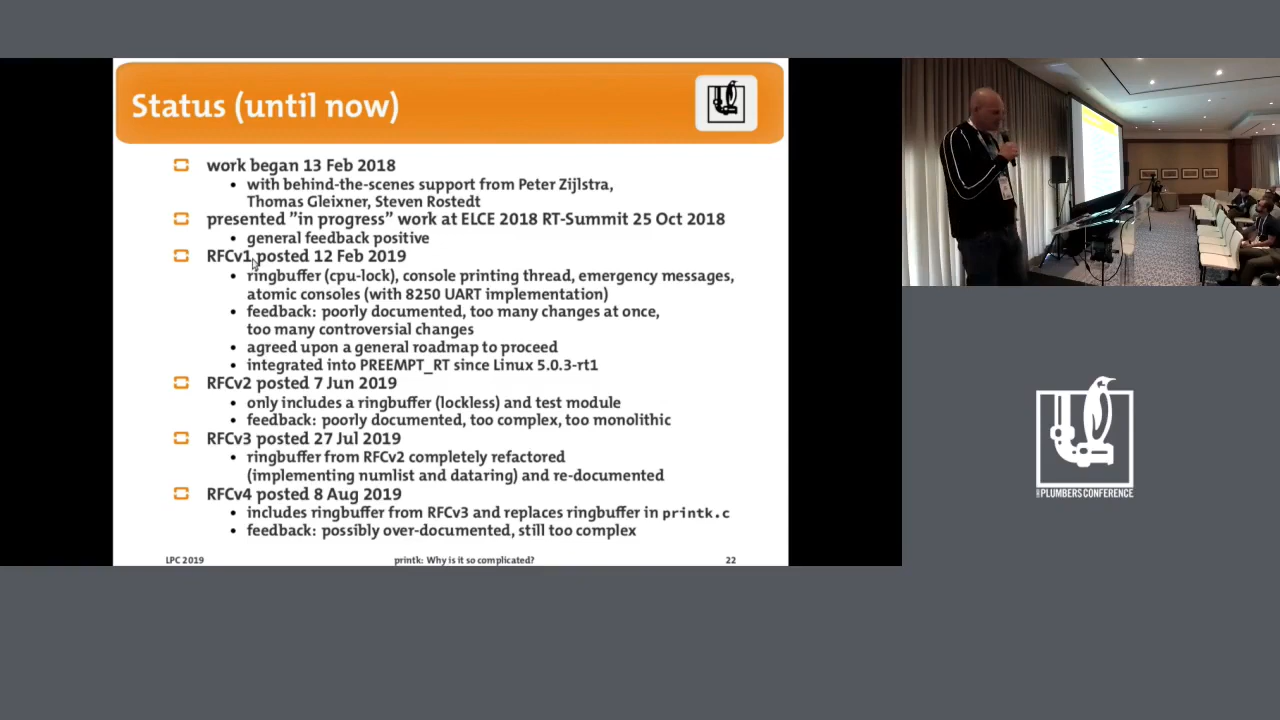 Status (until now)
work began 13 Feb 2018
• with behind-the-scenes support from Peter Zijlstra,
Thomas Gleixner, Steven Rostedt
presented ”in progress” work at ELCE 2018 RT-Summit 25 Oct 2018
• general feedback positive
RFCv1 posted 12 Feb 2019
• ringbuffer (cpu-lock), console printing thread, emergency messages,
atomic consoles (with 8250 UART implementation)
• feedback: poorly documented, too many changes at once,
too many controversial changes
• agreed upon a general roadmap to proceed
• integrated into PREEMPT_RT since Linux 5.0.3-rt1
RFCv2 posted 7 Jun 2019
• only includes a ringbuffer (lockless) and test module
• feedback: poorly documented, too complex, too monolithic
RFCv3 posted 27 Jul 2019
• ringbuffer from RFCv2 completely refactored
(implementing numlist and dataring) and re-documented
RFCv4 posted 8 Aug 2019
• includes ringbuffer from RFCv3 and replaces ringbuffer in printk.c
• feedback: possibly over-documented, still too complex
LPC 2019
printk: Why is it so complicated?
22
PLUMBERS CONFERENCE